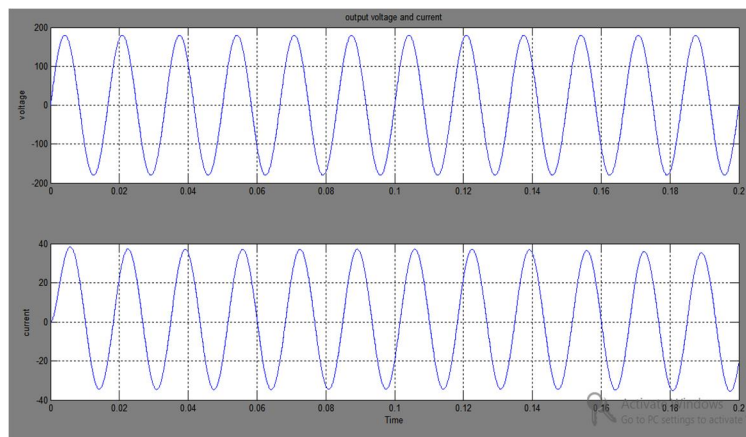 output voltage and current
voltage
200
100
0
-100
-200
0 0.02 0.04 0.06 0.08 0.1 0.12 0.14 0.16 0.18 0.2
current
40
20
0
-20
-40
0 0.02 0.04 0.06 0.08 0.1 0.12 0.14 0.16 0.18 0.2
Time
Activate Windows
Go to PC settings to activate